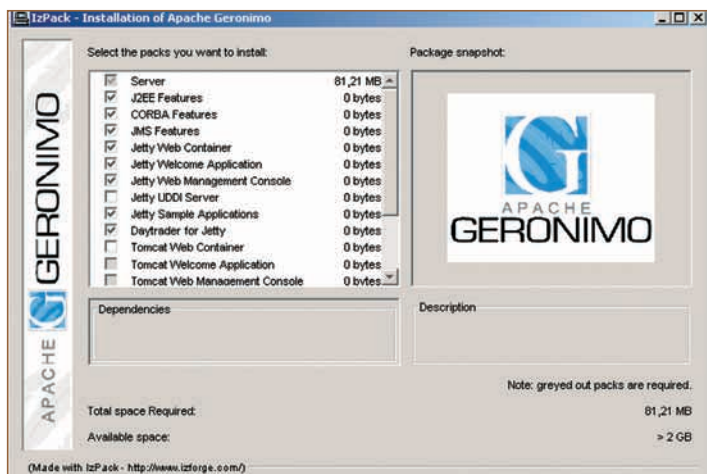 IzPack - Installation of Apache Geronimo
APACHE GERONIMO
Select the packs you want to install:
Server 81,21 MB
J2EE Features 0 bytes
CORBA Features 0 bytes
JMS Features 0 bytes
Jetty Web Container 0 bytes
Jetty Welcome Application 0 bytes
Jetty Web Management Console 0 bytes
Jetty UDDI Server 0 bytes
Jetty Sample Applications 0 bytes
Daytrader for Jetty 0 bytes
Tomcat Web Container 0 bytes
Tomcat Welcome Application 0 bytes
Tomcat Web Management Console 0 bytes
Package snapshot:
G
APACHE
GERONIMO
Dependencies
Description
Note: greyed out packs are required.
Total space Required: 81,21 MB
Available space: > 2 GB
(Made with IzPack - http://www.izforge.com/)